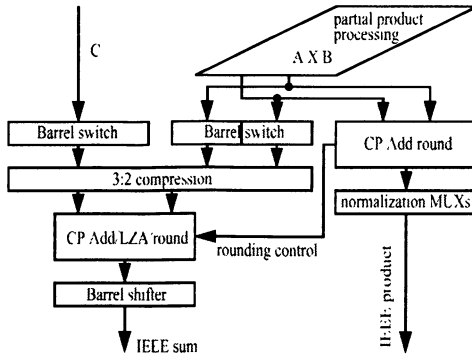 partial product
processing
A X B
C
Barrel switch
Barrel switch
CP Add round
3:2 compression
normalization MUXs
CP Add/LZA/round
rounding control
Barrel shifter
IEEE product
IEEE sum